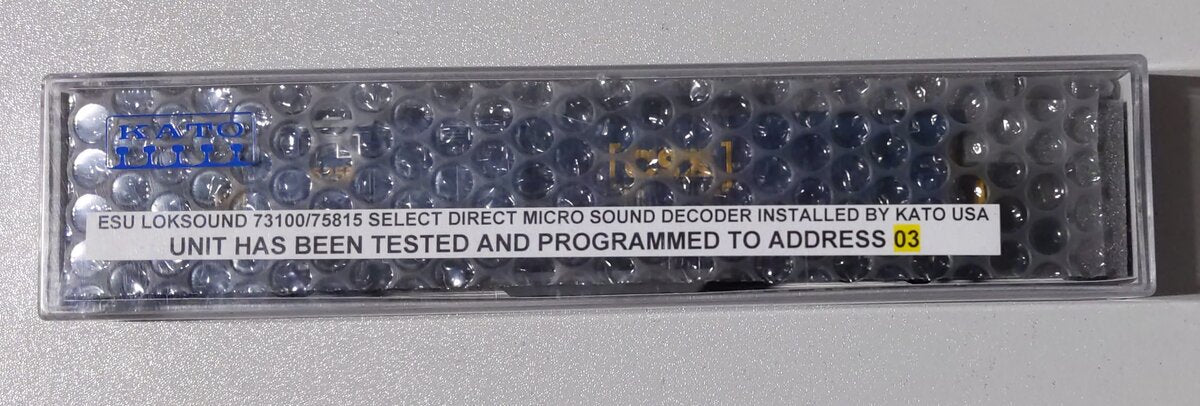 KATO
ESU LOKSOUND 73100/75815 SELECT DIRECT MICRO SOUND DECODER INSTALLED BY KATO USA
UNIT HAS BEEN TESTED AND PROGRAMMED TO ADDRESS 03